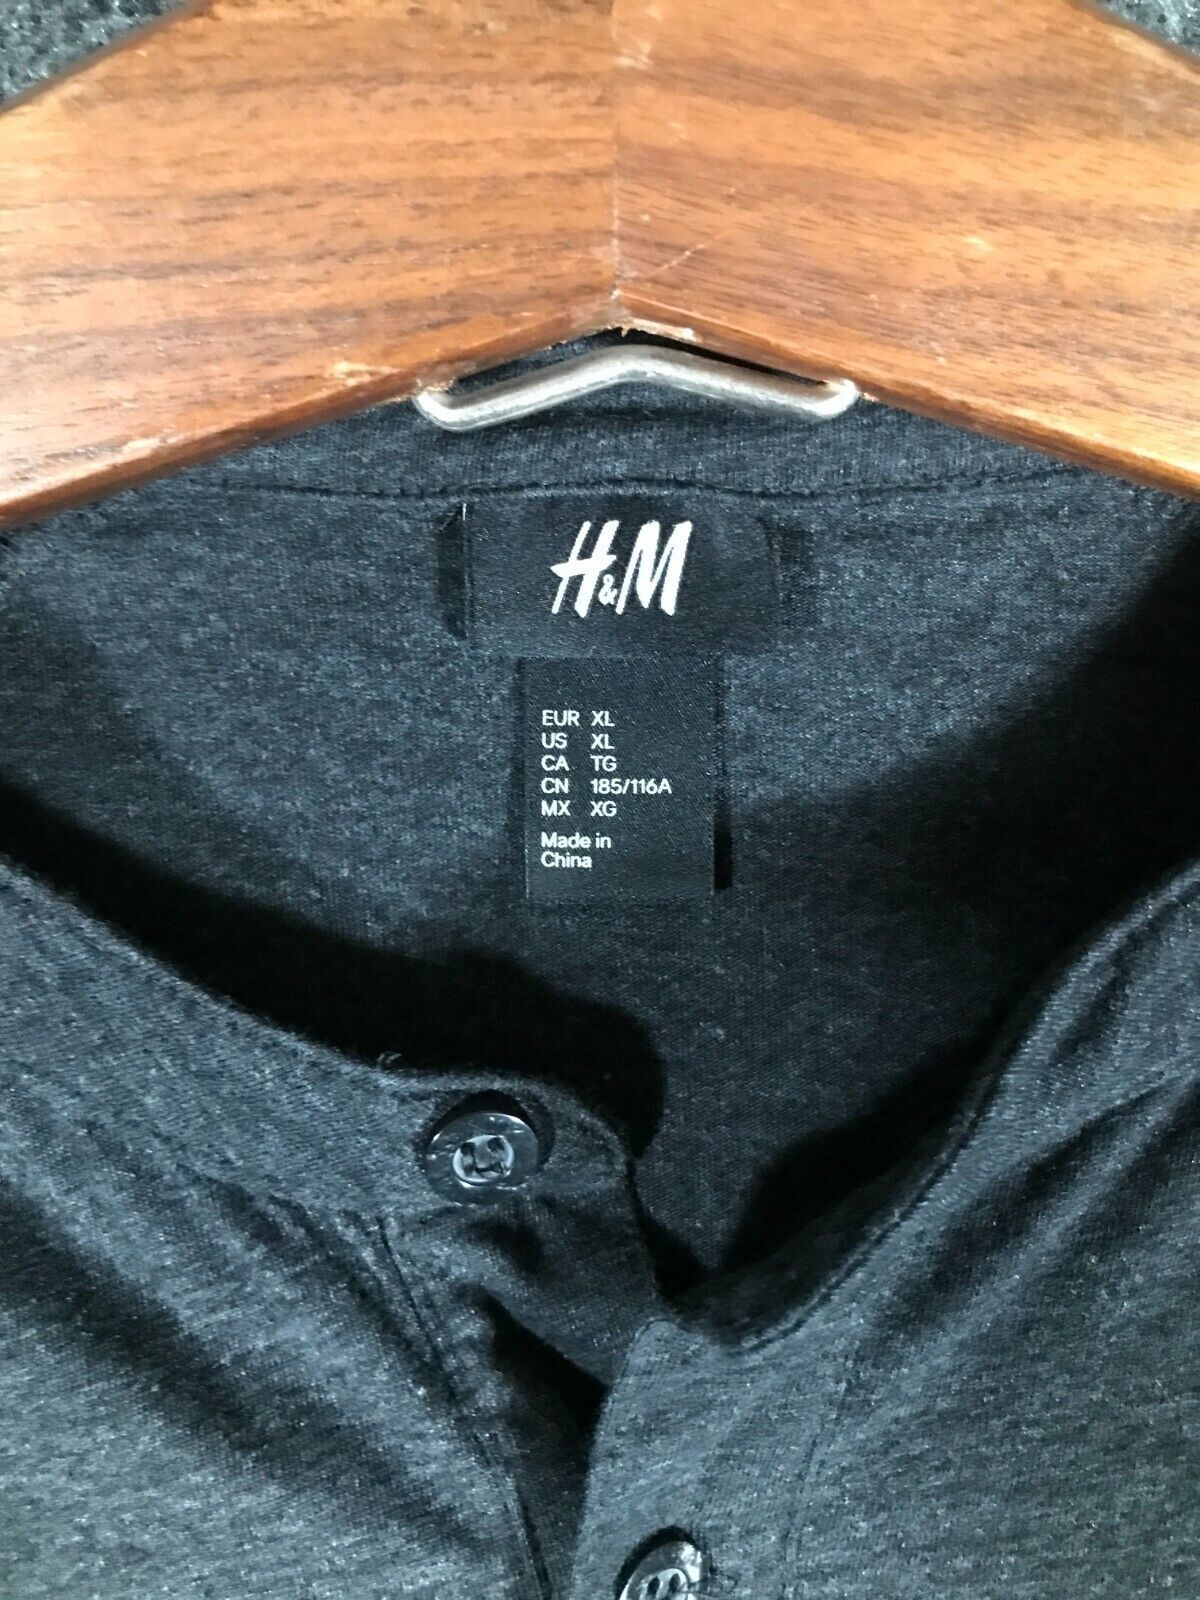 H&M
EUR XL
US XL
CA TG
CN 185/116A
MX XG
Made in
China